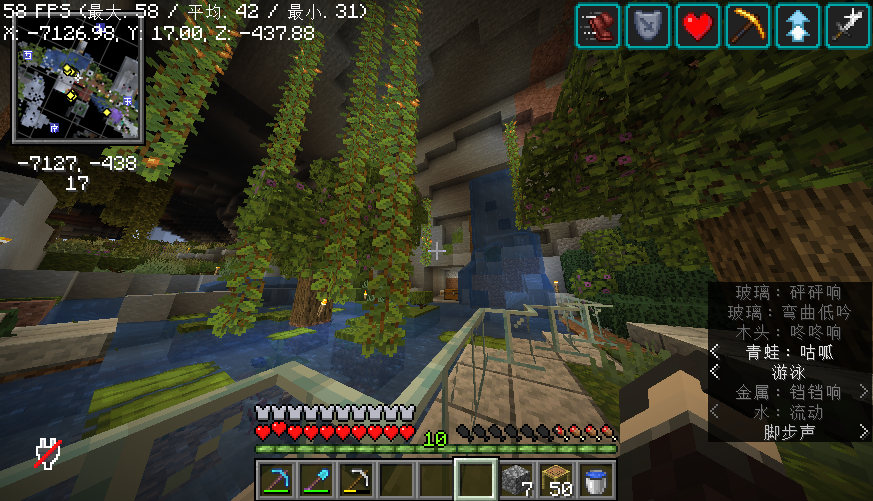 58 FPS (最大. 58 / 平均. 42 / 最小. 31)
X: -7126.98, Y: 17.00, Z: -437.88
-7127, -438
17
玻璃: 砰砰响
玻璃: 弯曲低吟
木头: 咚咚响
< 青蛙: 咕呱
< 游泳
金属: 铛铛响 >
< 水: 流动
脚步声 >
10
7
50